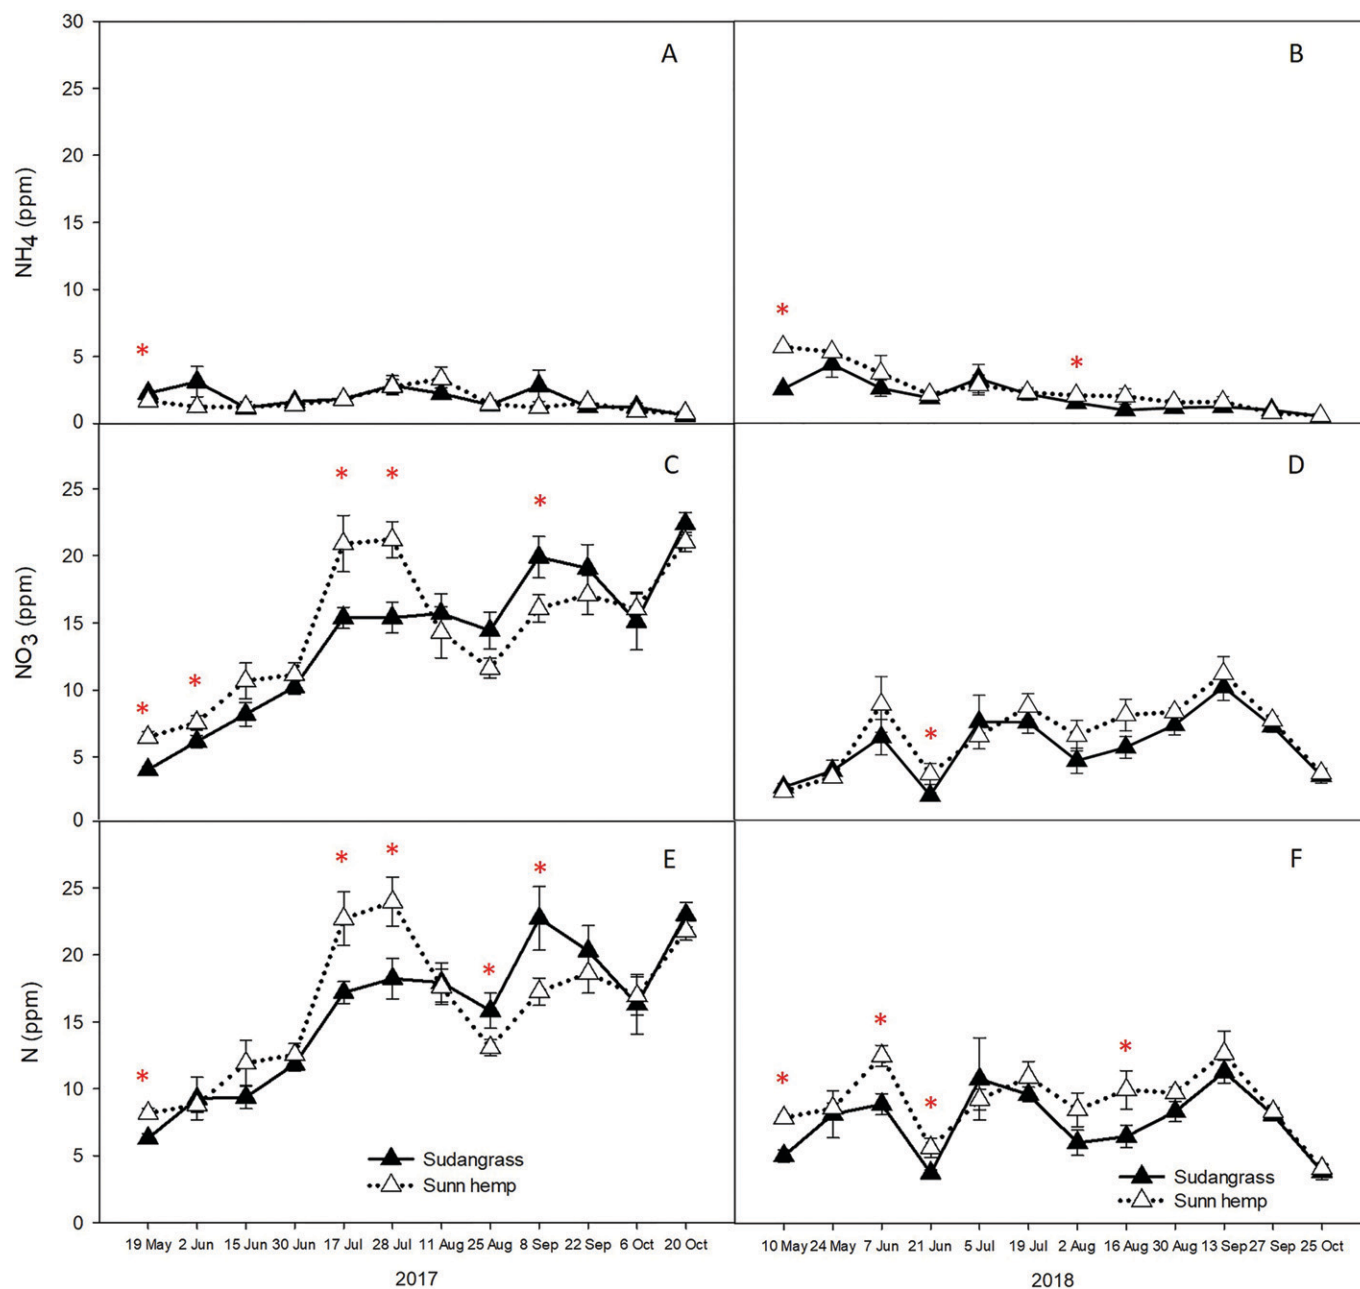 30
25
20
15
10
5
0
NH4 (ppm)
A
*
B
*
*
25
20
15
10
5
0
NO3 (ppm)
C
*
*
*
*
*
D
*
25
20
15
10
5
0
N (ppm)
E
*
*
*
*
*
Sudangrass
Sunn hemp
F
*
*
*
*
Sudangrass
Sunn hemp
19 May 2 Jun 15 Jun 30 Jun 17 Jul 28 Jul 11 Aug 25 Aug 8 Sep 22 Sep 6 Oct 20 Oct
10 May 24 May 7 Jun 21 Jun 5 Jul 19 Jul 2 Aug 16 Aug 30 Aug 13 Sep 27 Sep 25 Oct
2017
2018